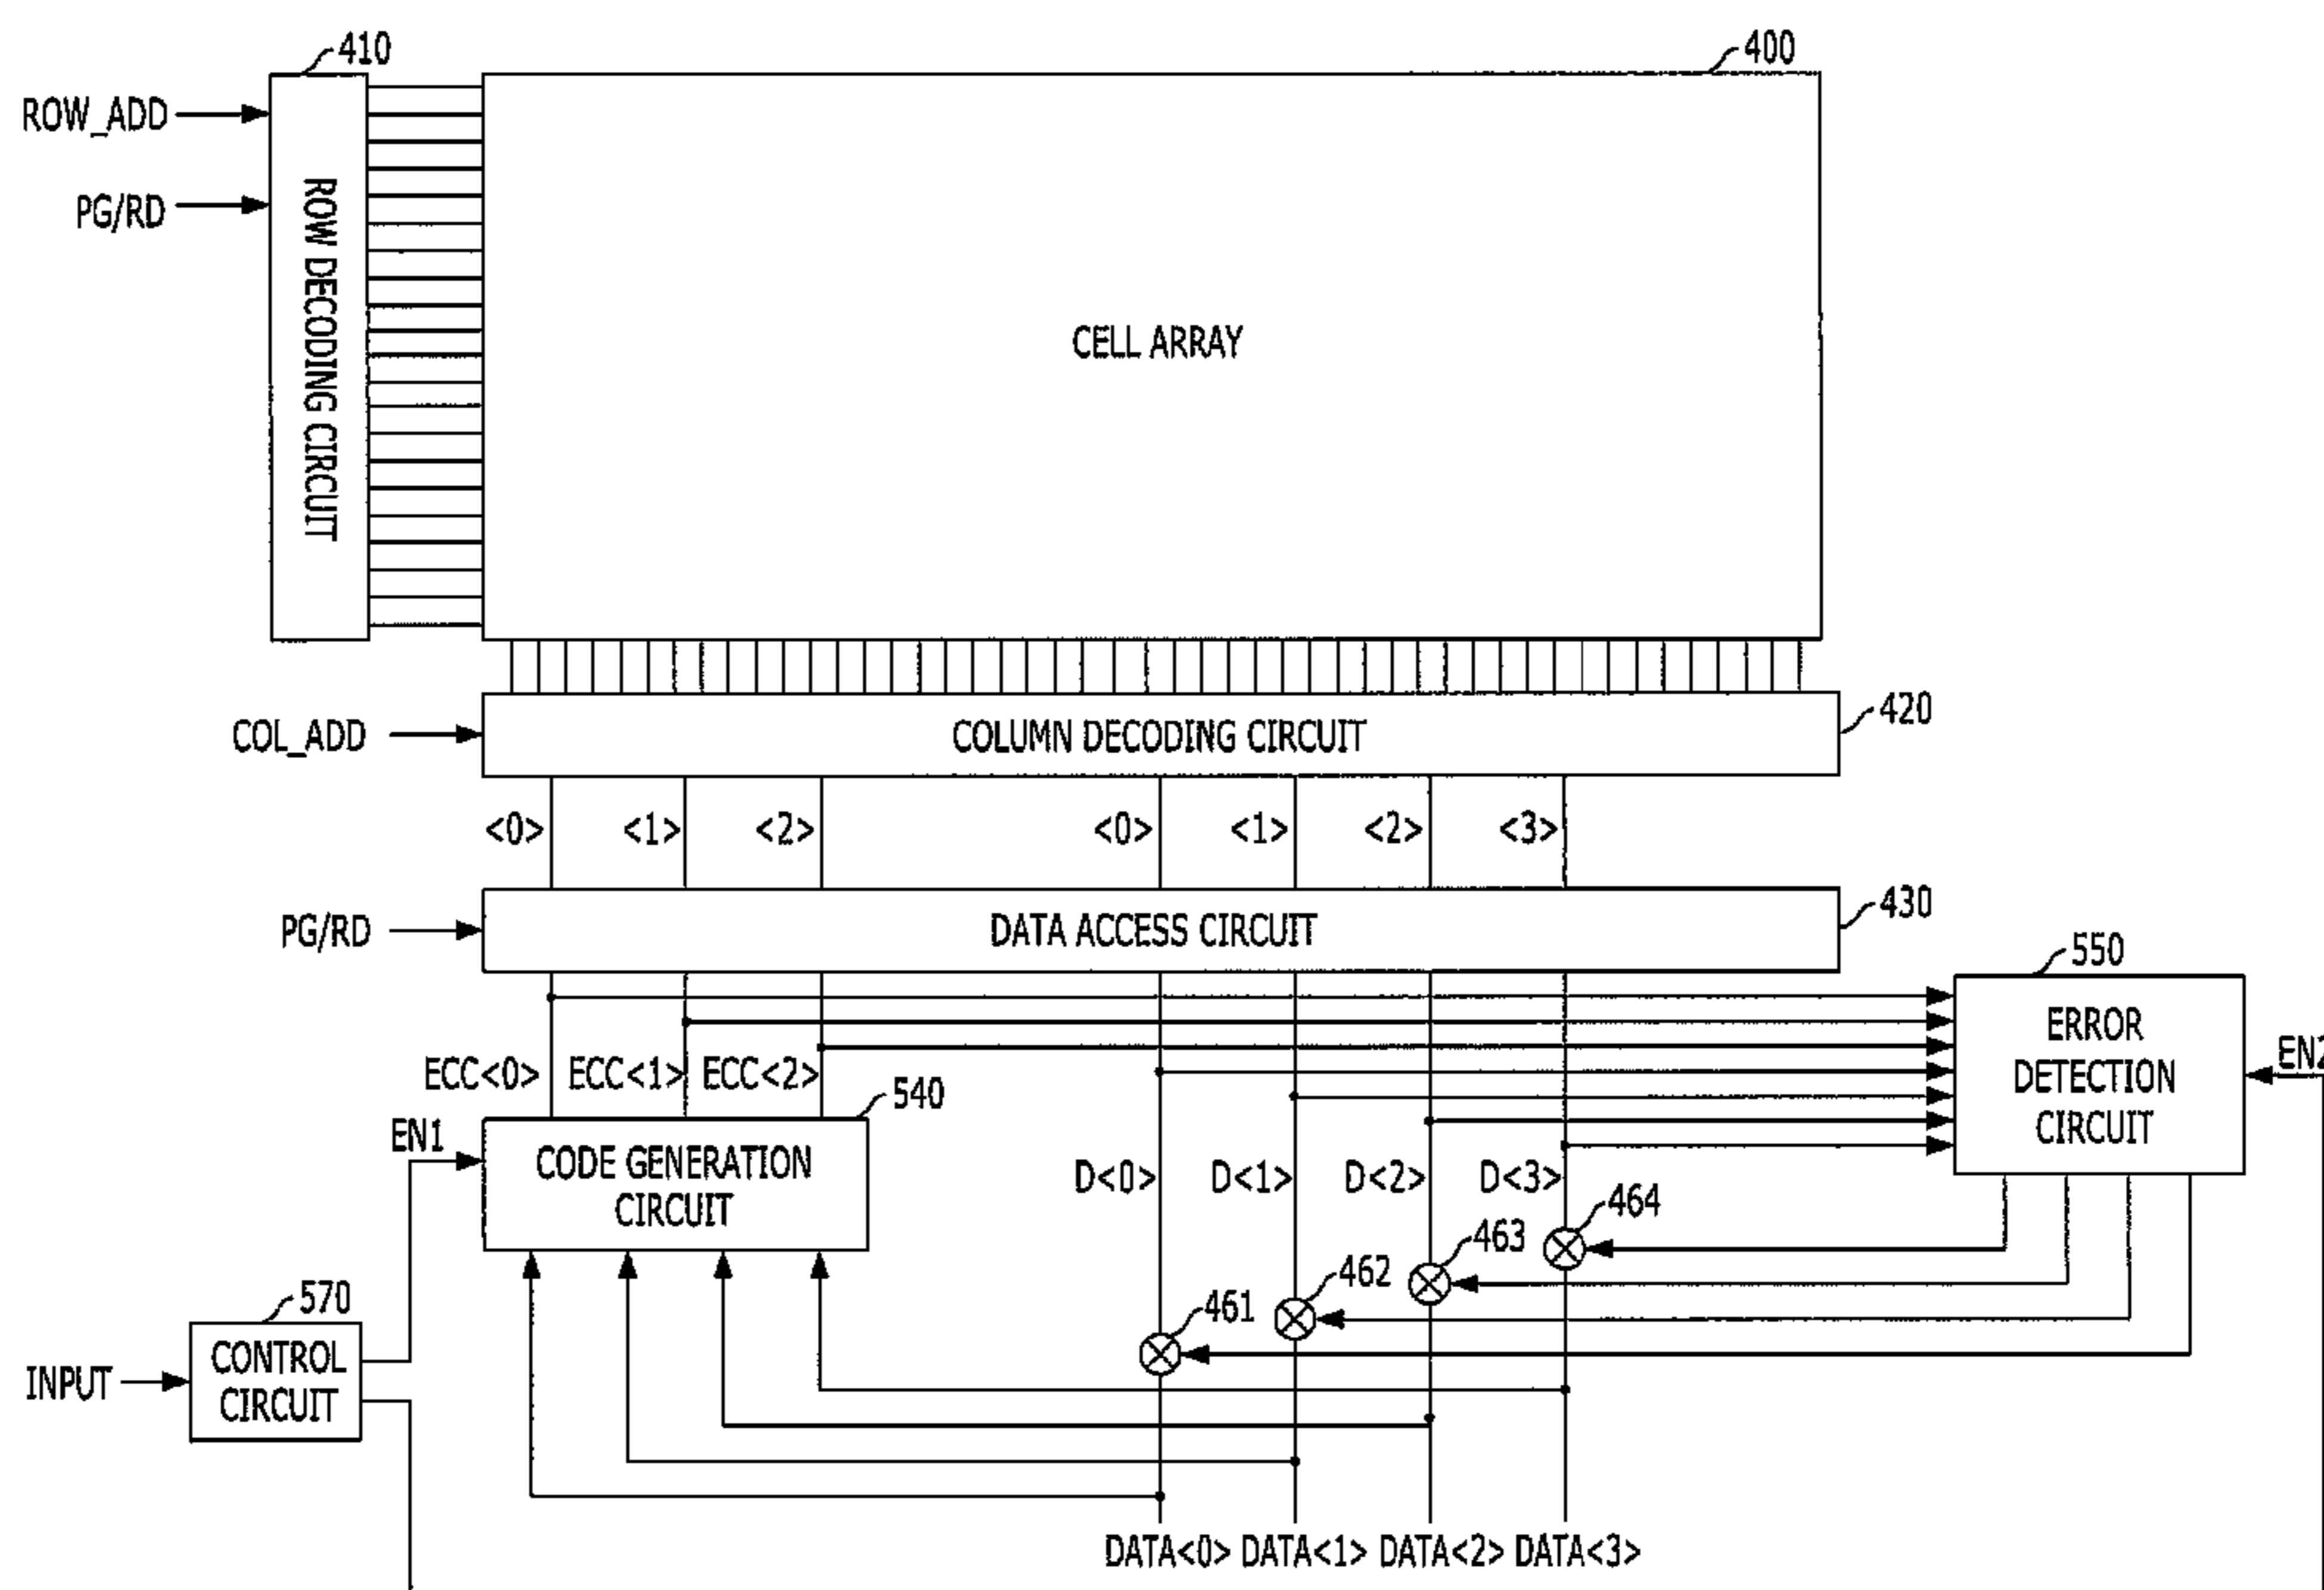 410
400
ROW_ADD
PG/RD
ROW DECODING CIRCUIT
CELL ARRAY
COL_ADD
COLUMN DECODING CIRCUIT
420
<0>
<1>
<2>
<0>
<1>
<2>
<3>
PG/RD
DATA ACCESS CIRCUIT
430
550
ERROR
DETECTION
CIRCUIT
EN2
ECC<0>
ECC<1>
ECC<2>
540
EN1
CODE GENERATION
CIRCUIT
D<0>
D<1>
D<2>
D<3>
464
463
462
461
570
CONTROL
CIRCUIT
INPUT
DATA<0>
DATA<1>
DATA<2>
DATA<3>